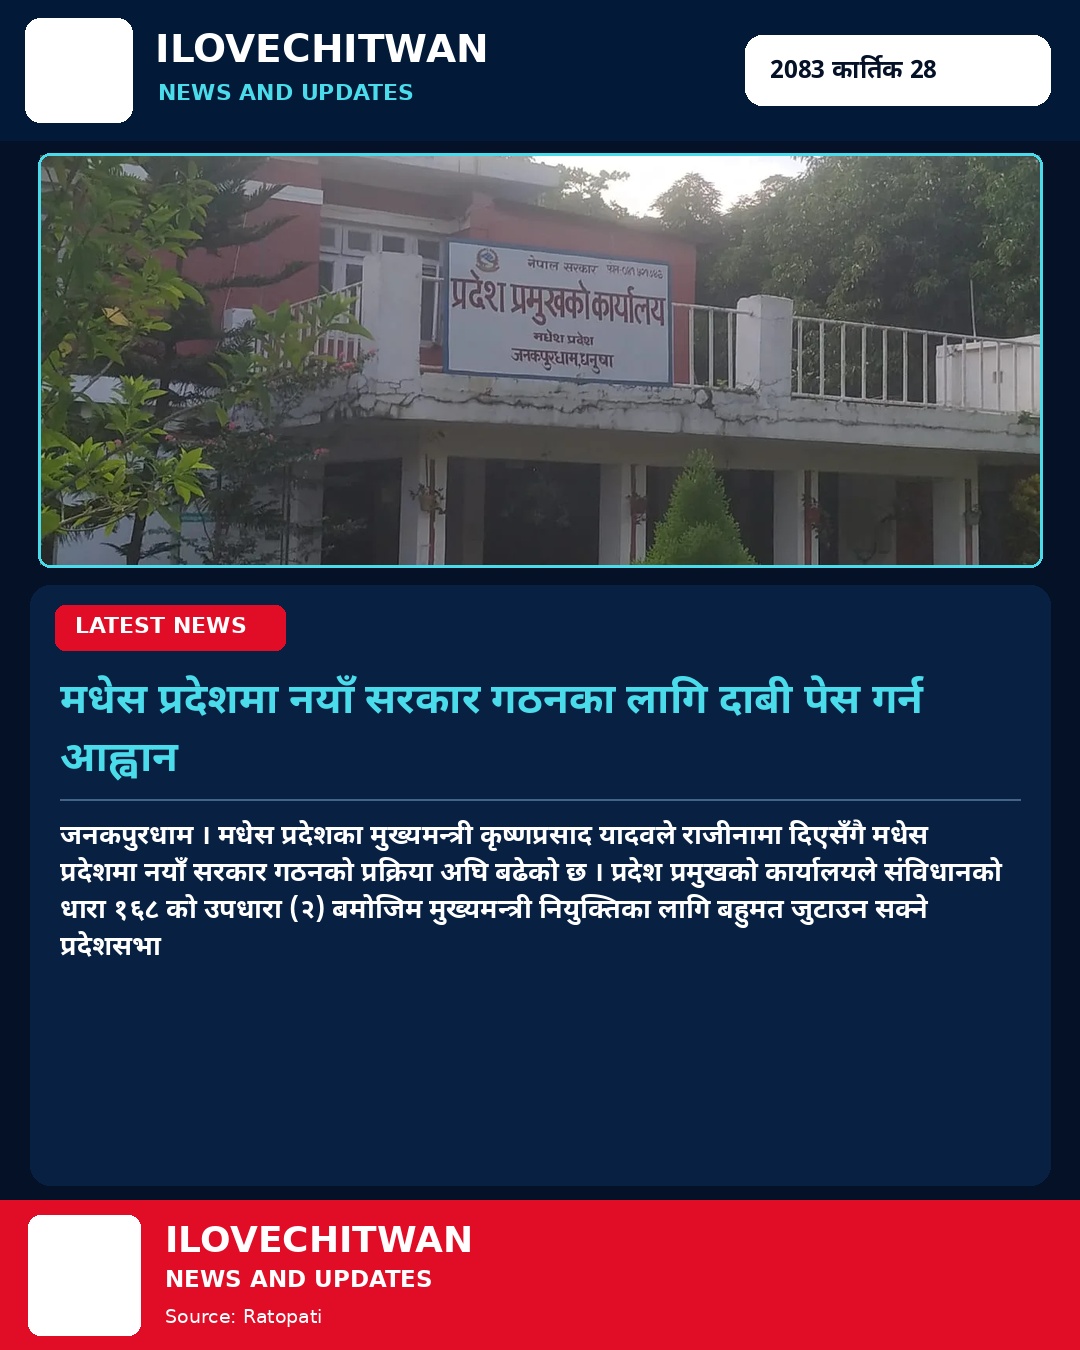 ILOVECHITWAN
NEWS AND UPDATES
2083 कार्तिक 28
नेपाल सरकार
प्रदेश प्रमुखको कार्यालय
मधेश प्रदेश
जनकपुरधाम,धनुषा
LATEST NEWS
मधेस प्रदेशमा नयाँ सरकार गठनका लागि दाबी पेस गर्न
आह्वान
जनकपुरधाम । मधेस प्रदेशका मुख्यमन्त्री कृष्णप्रसाद यादवले राजीनामा दिएसँगै मधेस
प्रदेशमा नयाँ सरकार गठनको प्रक्रिया अघि बढेको छ । प्रदेश प्रमुखको कार्यालयले संविधानको
धारा १६८ को उपधारा (२) बमोजिम मुख्यमन्त्री नियुक्तिका लागि बहुमत जुटाउन सक्ने
प्रदेशसभा
ILOVECHITWAN
NEWS AND UPDATES
Source: Ratopati